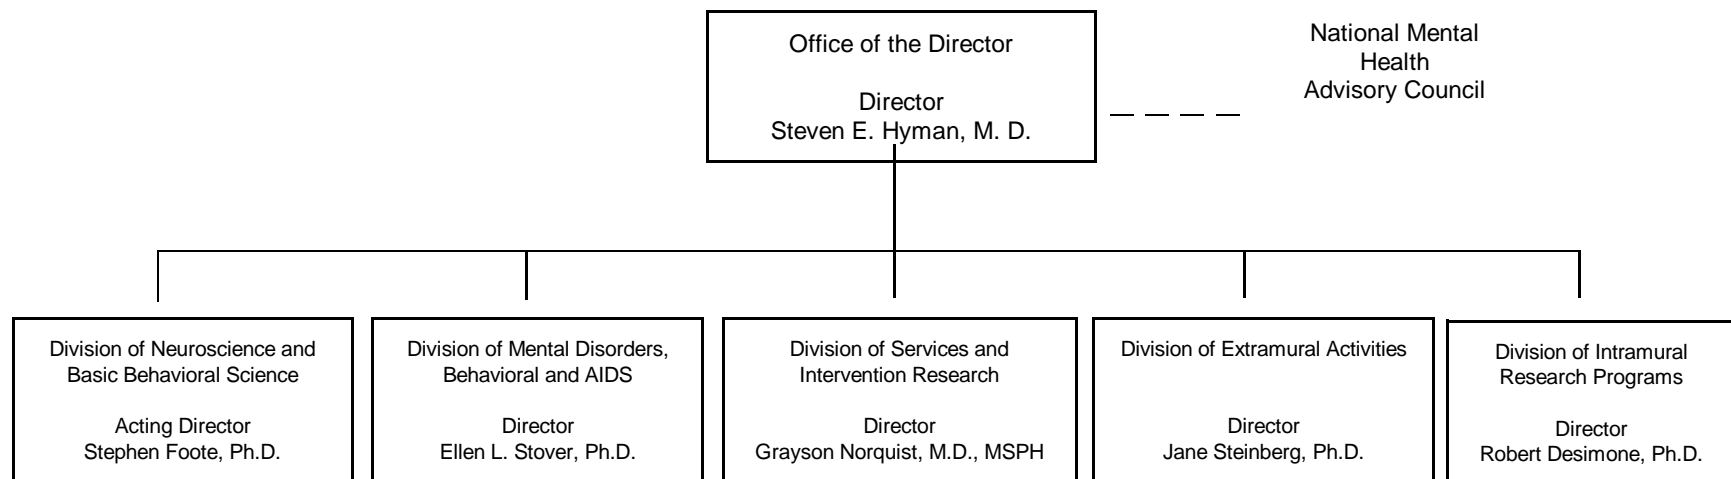 Office of the Director
Director
Steven E. Hyman, M. D.
National Mental
Health
Advisory Council
Division of Neuroscience and
Basic Behavioral Science
Acting Director
Stephen Foote, Ph.D.
Division of Mental Disorders,
Behavioral and AIDS
Director
Ellen L. Stover, Ph.D.
Division of Services and
Intervention Research
Director
Grayson Norquist, M.D., MSPH
Division of Extramural Activities
Director
Jane Steinberg, Ph.D.
Division of Intramural
Research Programs
Director
Robert Desimone, Ph.D.